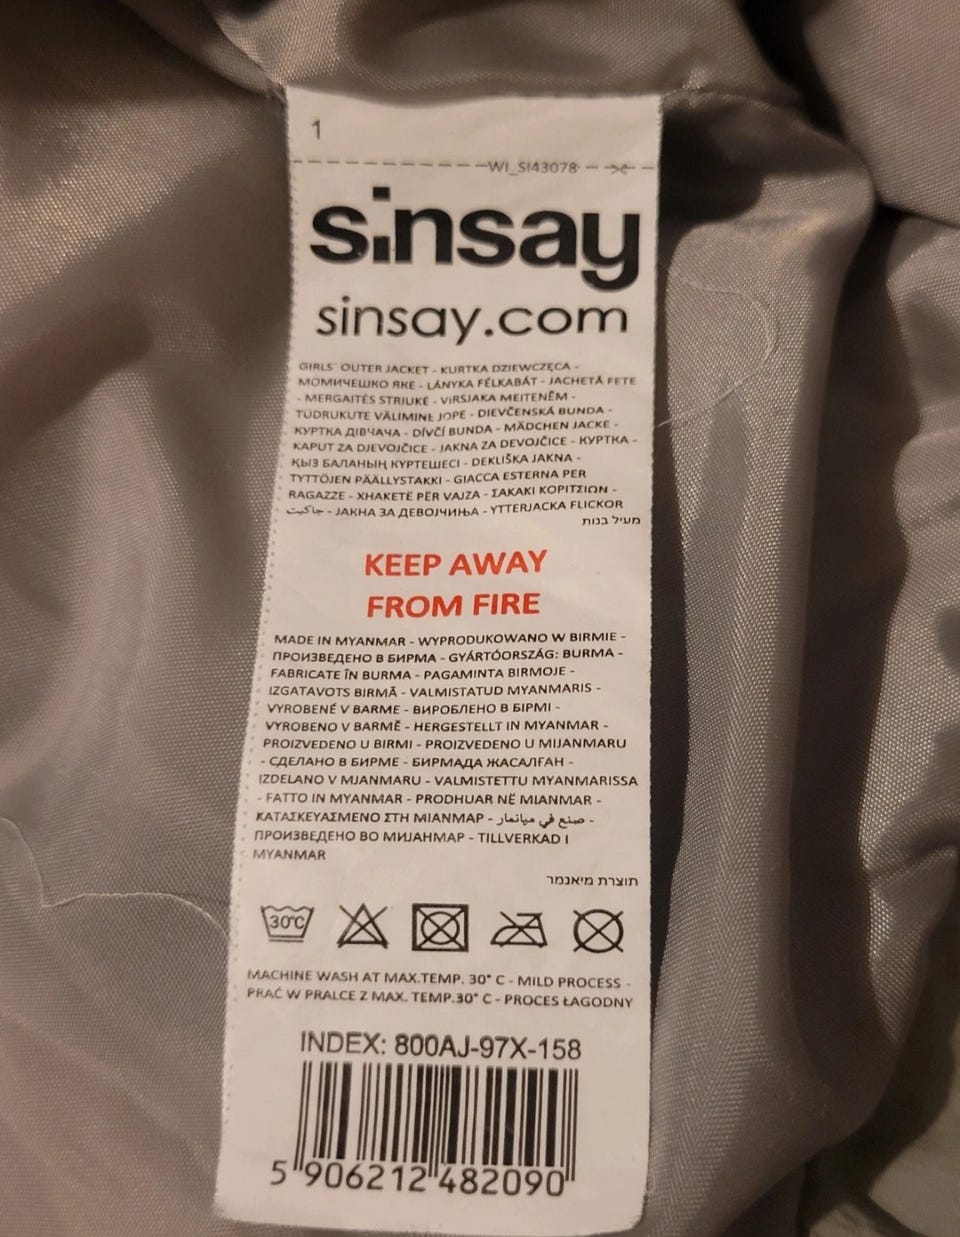 1
WI_SI43078
sinsay
sinsay.com
GIRLS' OUTER JACKET - KURTKA DZIEWCZĘCA -
МОМИЧЕШКО ЯКЕ - LÁNYKA FÉLKABÁT - JACHETĂ FETE
- MERGAITĖS STRIUKĖ - VIRSJAKA MEITENĒM -
TÜDRUKUTE VÄLIMINE JOPE - DIEVČENSKÁ BUNDA -
КУРТКА ДІВЧАЧА - DÍVČÍ BUNDA - MÄDCHEN JACKE -
KAPUT ZA DJEVOJČICE - JAKNA ZA DEVOJČICE - КУРТКА -
ҚЫЗ БАЛАНЫҢ КҮРТЕШЕСІ - DEKLIŠKA JAKNA -
TYTTÖJEN PÄÄLLYSTAKKI - GIACCA ESTERNA PER
RAGAZZE - XHAKETË PËR VAJZA - ΣΑΚΑΚΙ ΚΟΡΙΤΣΙΩΝ -
جاكيت - ЈАКНА ЗА ДЕВОЈЧИЊА - YTTERJACKA FLICKOR
מעיל בנות
KEEP AWAY
FROM FIRE
MADE IN MYANMAR - WYPRODUKOWANO W BIRMIE -
ПРОИЗВЕДЕНО В БИРМА - GYÁRTÓORSZÁG: BURMA -
FABRICATE ÎN BURMA - PAGAMINTA BIRMOJE -
IZGATAVOTS BIRMĀ - VALMISTATUD MYANMARIS -
VYROBENÉ V BARME - ВИРОБЛЕНО В БІРМІ -
VYROBENO V BARMĚ - HERGESTELLT IN MYANMAR -
PROIZVEDENO U BIRMI - PROIZVEDENO U MIJANMARU
- СДЕЛАНО В БИРМЕ - БИРМАДА ЖАСАЛҒАН -
IZDELANO V MJANMARU - VALMISTETTU MYANMARISSA
- FATTO IN MYANMAR - PRODHUAR NË MIANMAR -
ΚΑΤΑΣΚΕΥΑΣΜΕΝΟ ΣΤΗ ΜΙΑΝΜΑΡ - صنع في ميانمار -
ПРОИЗВЕДЕНО ВО МИЈАНМАР - TILLVERKAD I
MYANMAR
תוצרת מיאנמר
30°C
MACHINE WASH AT MAX.TEMP. 30° C - MILD PROCESS -
PRAĆ W PRALCE Z MAX. TEMP.30° C - PROCES ŁAGODNY
INDEX: 800AJ-97X-158
5 906212 482090